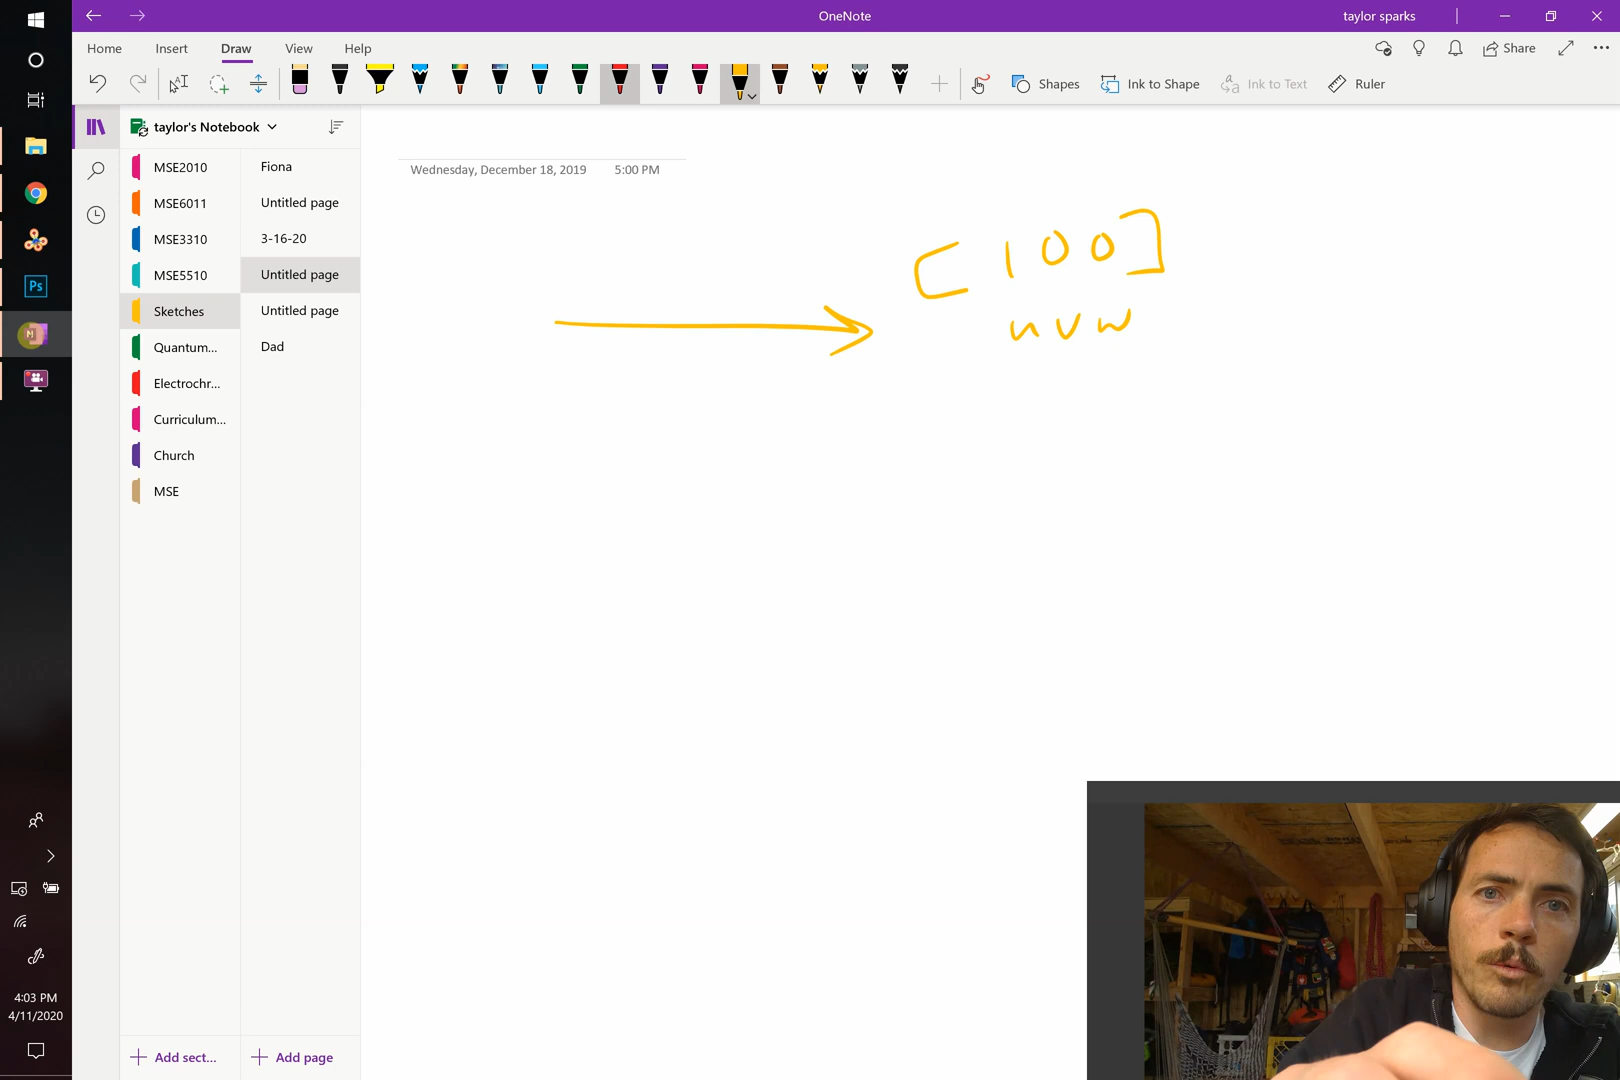 OneNote
taylor sparks
Home Insert Draw View Help
Share
Shapes
Ink to Shape
Ink to Text
Ruler
taylor's Notebook
MSE2010
MSE6011
MSE3310
MSE5510
Sketches
Quantum...
Electrochr...
Curriculum...
Church
MSE
Fiona
Untitled page
3-16-20
Untitled page
Untitled page
Dad
Wednesday, December 18, 2019 5:00 PM
[100]
u v w
Ps
4:03 PM
4/11/2020
Add sect...
Add page